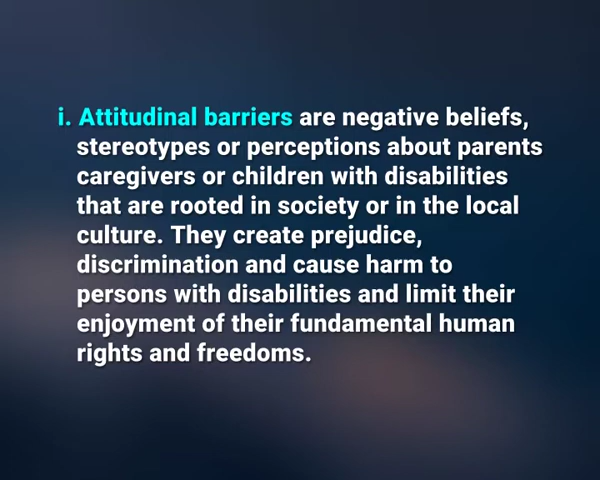 i. Attitudinal barriers are negative beliefs,
stereotypes or perceptions about parents
caregivers or children with disabilities
that are rooted in society or in the local
culture. They create prejudice,
discrimination and cause harm to
persons with disabilities and limit their
enjoyment of their fundamental human
rights and freedoms.